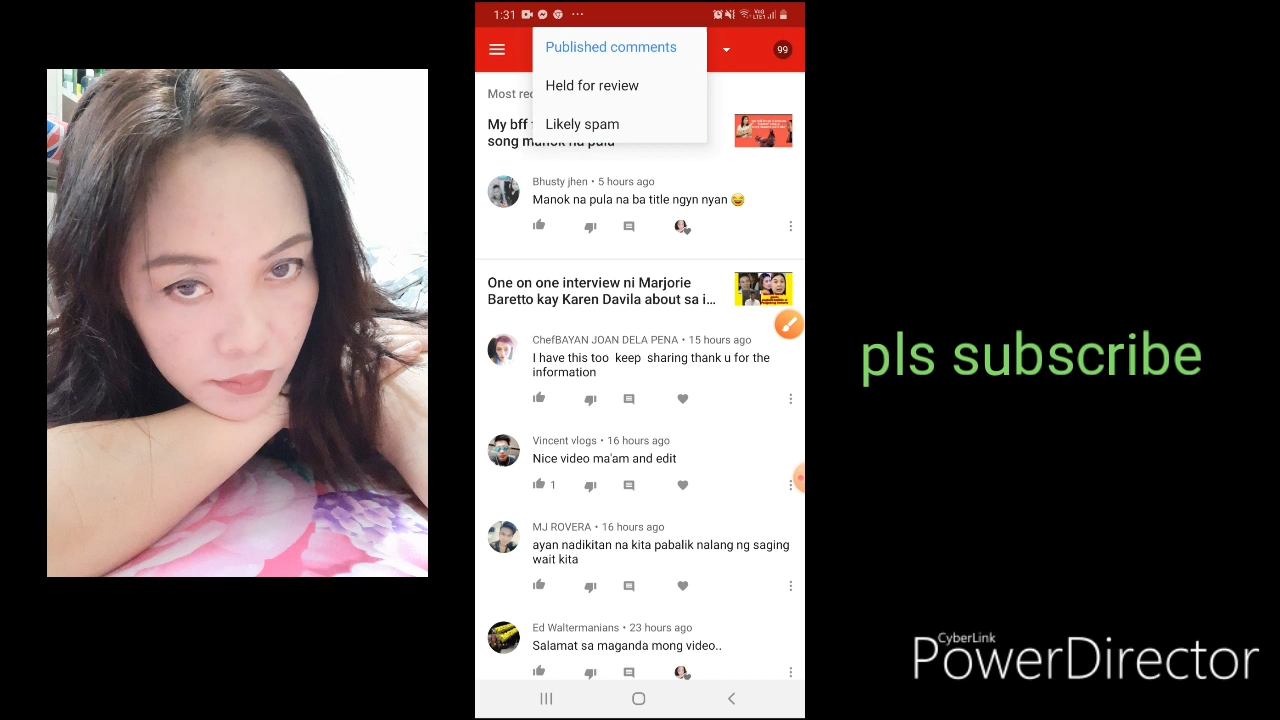 1:31
Published comments
99
Held for review
Most rec
Likely spam
My bff
song manok na pula
Bhusty jhen • 5 hours ago
Manok na pula na ba title ngyn nyan 😂
One on one interview ni Marjorie
Baretto kay Karen Davila about sa i...
ChefBAYAN JOAN DELA PENA • 15 hours ago
I have this too keep sharing thank u for the
information
Vincent vlogs • 16 hours ago
Nice video ma'am and edit
1
MJ ROVERA • 16 hours ago
ayan nadikitan na kita pabalik nalang ng saging
wait kita
Ed Waltermanians • 23 hours ago
Salamat sa maganda mong video..
pls subscribe
CyberLink
PowerDirector